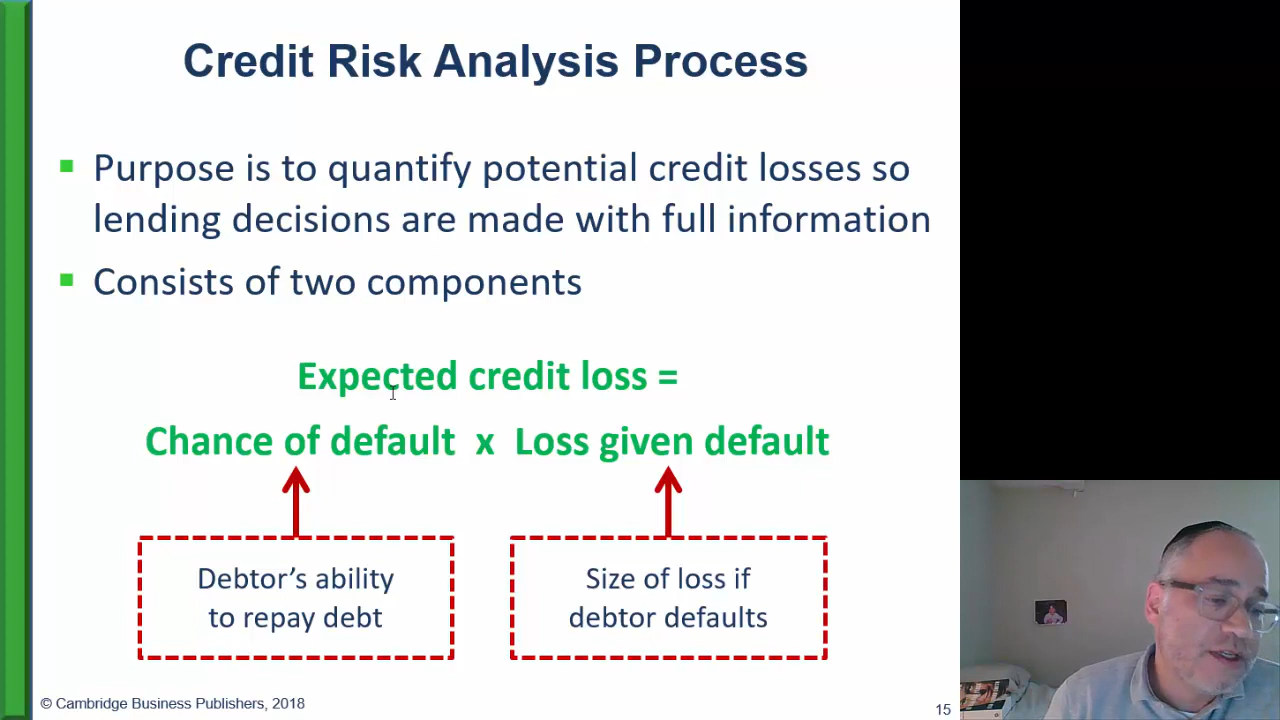 Credit Risk Analysis Process
Purpose is to quantify potential credit losses so
lending decisions are made with full information
Consists of two components
Expected credit loss =
Chance of default x Loss given default
Debtor's ability
to repay debt
Size of loss if
debtor defaults
© Cambridge Business Publishers, 2018
15